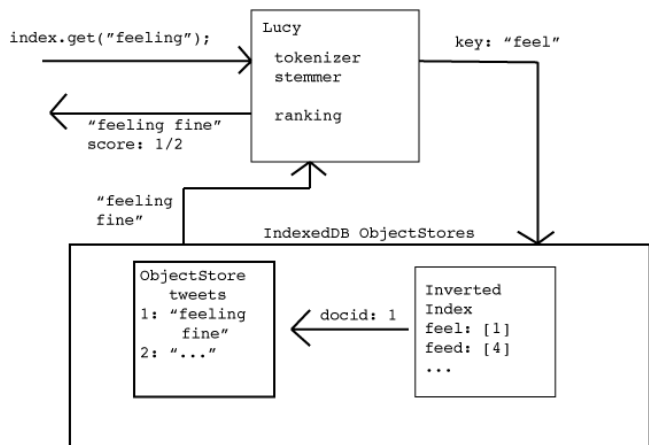 index.get("feeling");
Lucy
tokenizer
stemmer
ranking
key: “feel”
“feeling fine”
score: 1/2
“feeling
fine”
IndexedDB ObjectStores
ObjectStore
tweets
1: “feeling
fine”
2: “...”
docid: 1
Inverted
Index
feel: [1]
feed: [4]
...